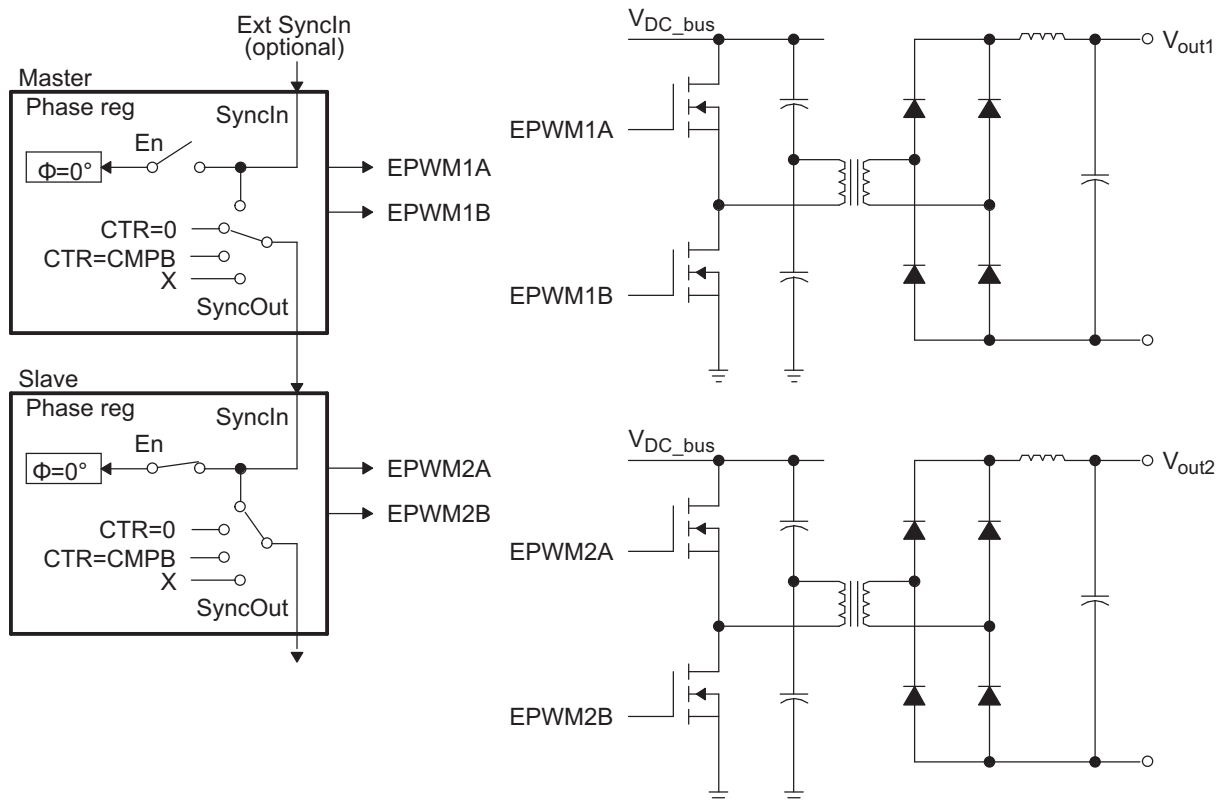 Ext SyncIn
(optional)
Master
Phase reg
SyncIn
En
Φ=0°
EPWM1A
EPWM1B
CTR=0
CTR=CMPB
X
SyncOut
Slave
Phase reg
SyncIn
En
Φ=0°
EPWM2A
EPWM2B
CTR=0
CTR=CMPB
X
SyncOut
VDC_bus
Vout1
EPWM1A
EPWM1B
VDC_bus
Vout2
EPWM2A
EPWM2B